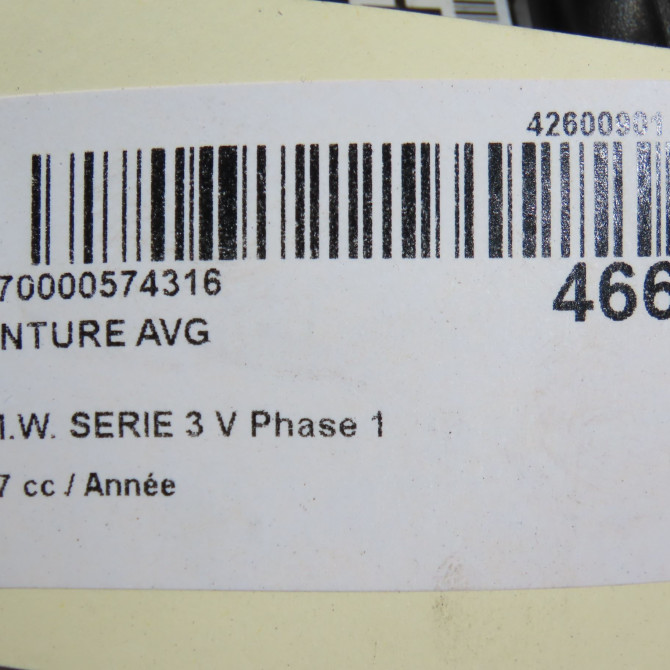 42600901
70000574316
466
NTURE AVG
I.W. SERIE 3 V Phase 1
7 cc / Année